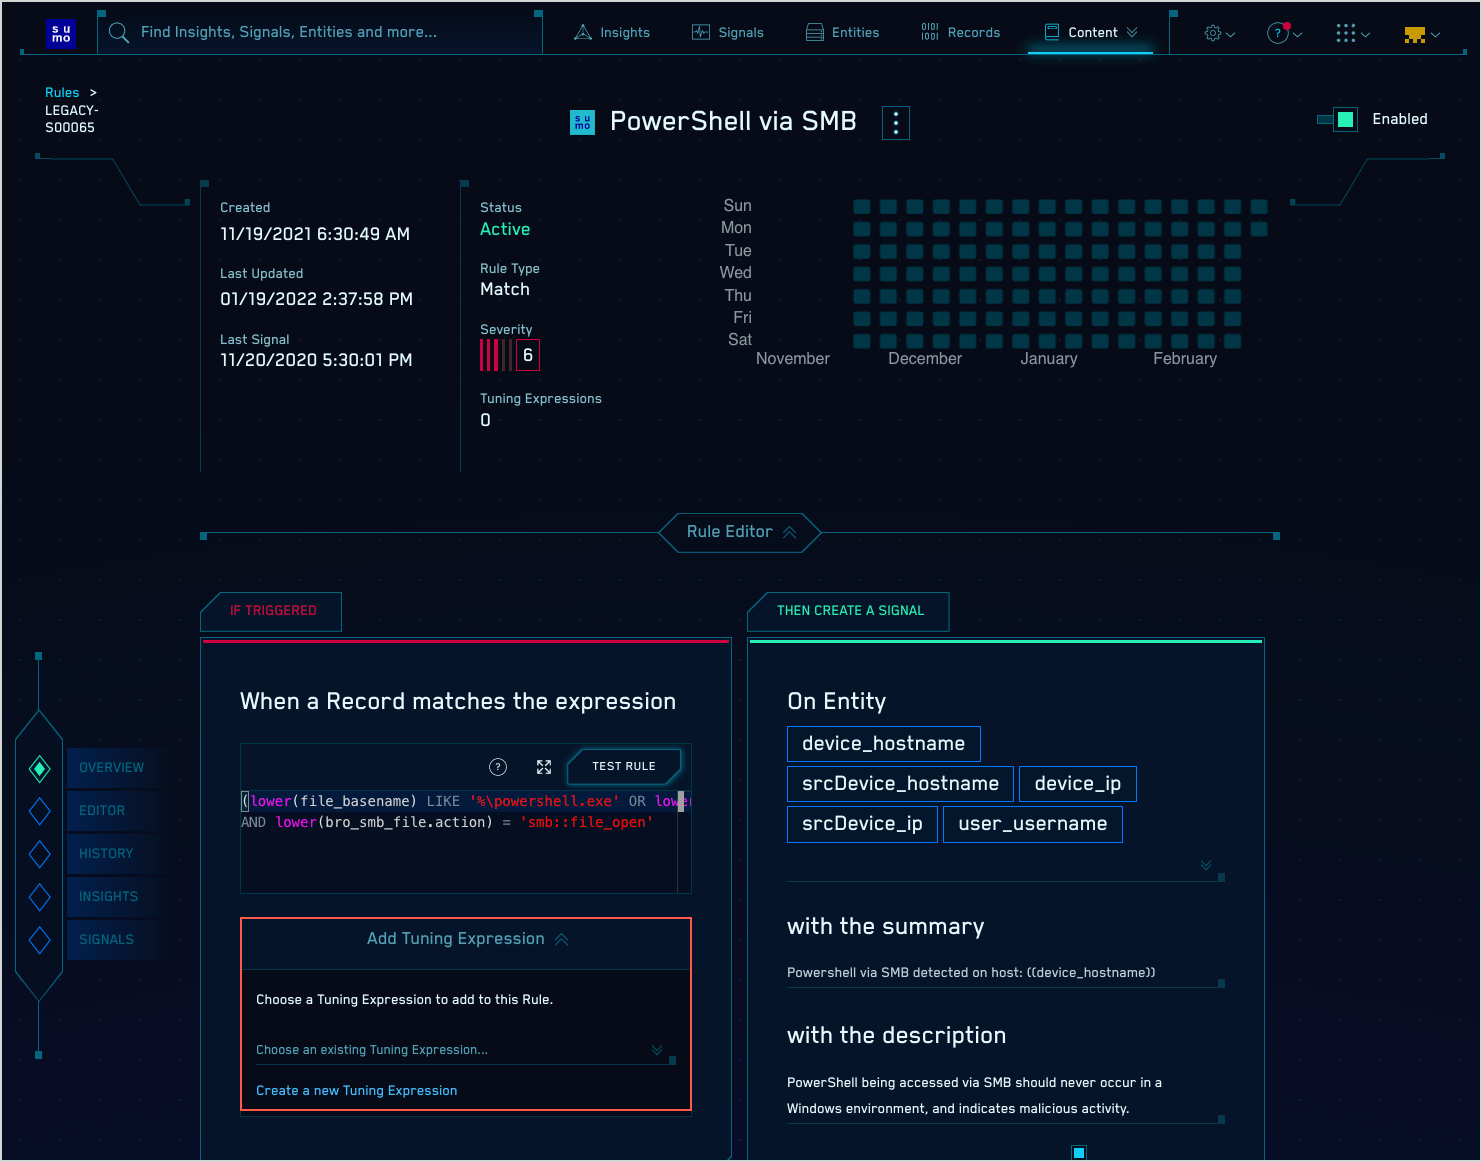 su
mo
Find Insights, Signals, Entities and more...
Insights
Signals
Entities
0101
1001
Records
Content
?
Rules >
LEGACY-
S00065
su
mo
PowerShell via SMB
Enabled
Created
11/19/2021 6:30:49 AM
Last Updated
01/19/2022 2:37:58 PM
Last Signal
11/20/2020 5:30:01 PM
Status
Active
Rule Type
Match
Severity
6
Tuning Expressions
0
Sun
Mon
Tue
Wed
Thu
Fri
Sat
November December January February
Rule Editor
IF TRIGGERED
THEN CREATE A SIGNAL
OVERVIEW
EDITOR
HISTORY
INSIGHTS
SIGNALS
When a Record matches the expression
?
TEST RULE
(lower(file_basename) LIKE '%\powershell.exe' OR lower
AND lower(bro_smb_file.action) = 'smb::file_open'
Add Tuning Expression
Choose a Tuning Expression to add to this Rule.
Choose an existing Tuning Expression...
Create a new Tuning Expression
On Entity
device_hostname
srcDevice_hostname device_ip
srcDevice_ip user_username
with the summary
Powershell via SMB detected on host: {{device_hostname}}
with the description
PowerShell being accessed via SMB should never occur in a
Windows environment, and indicates malicious activity.